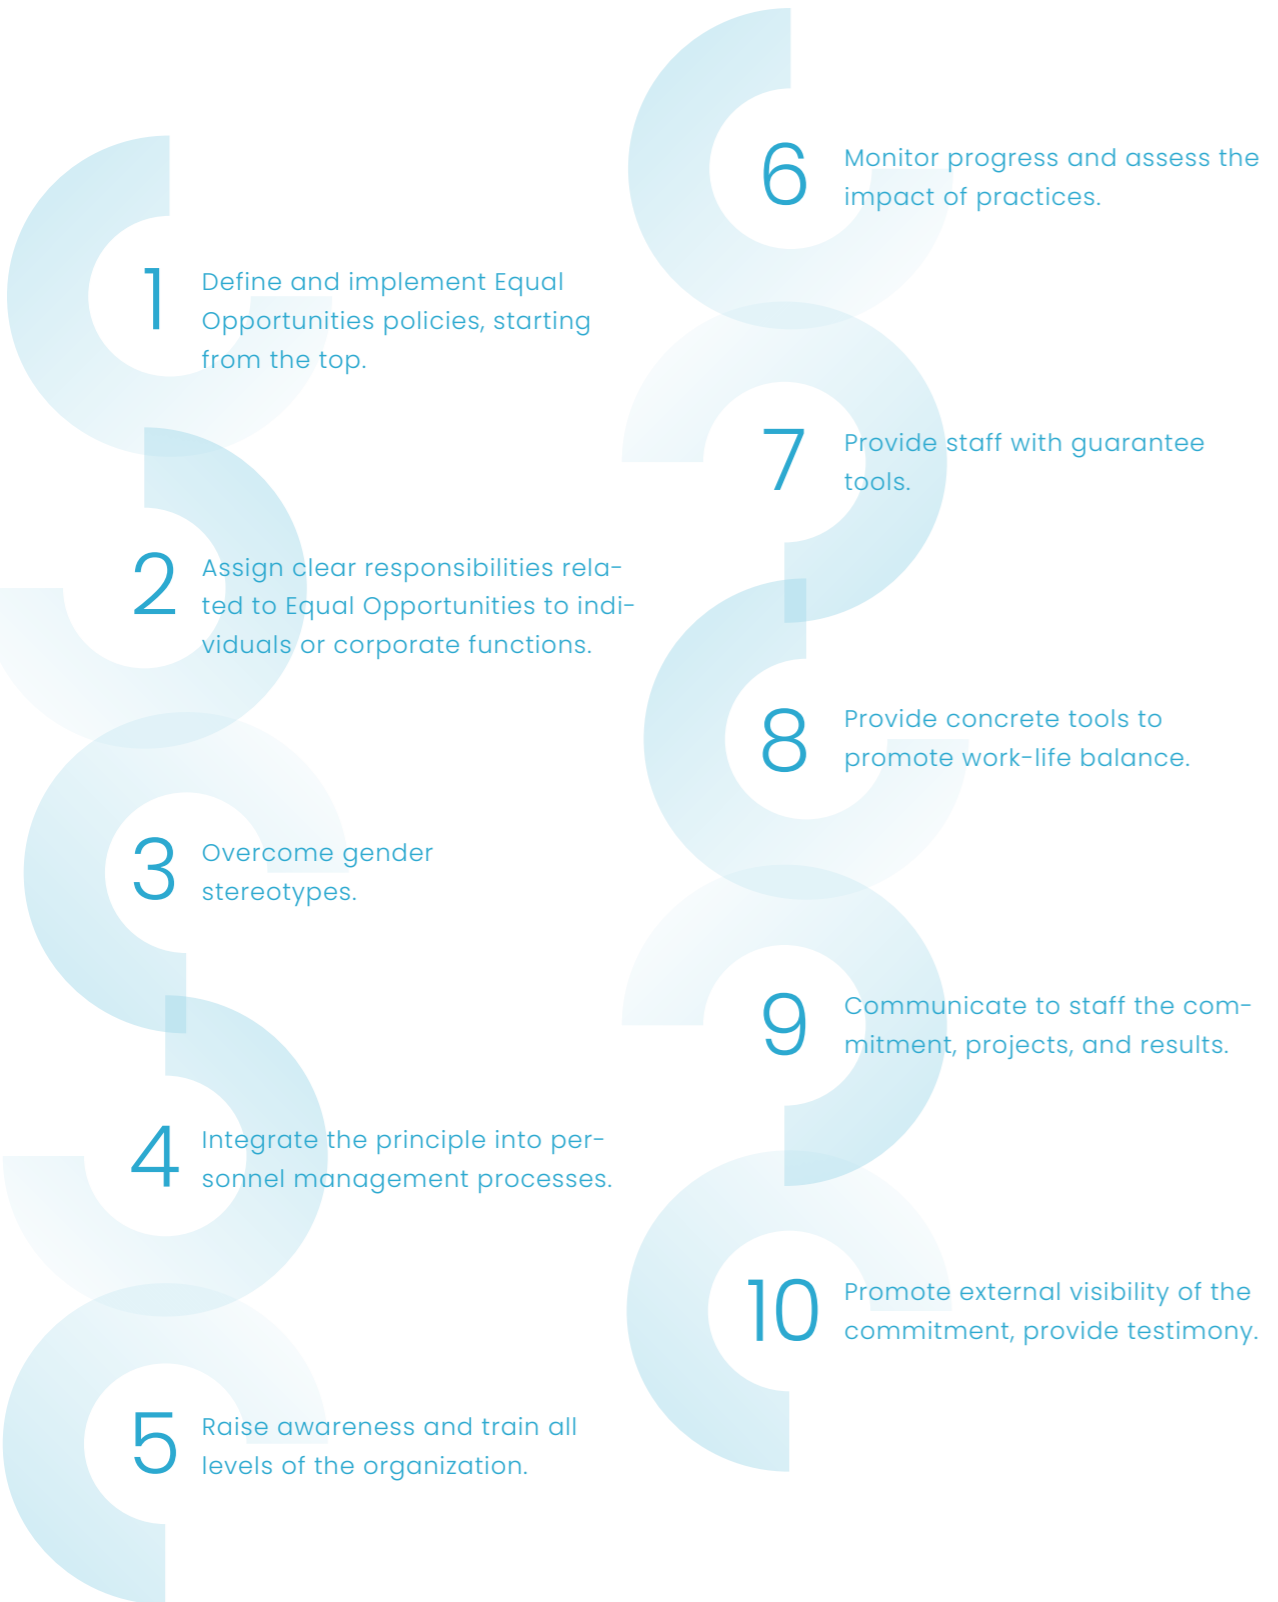 1
Define and implement Equal
Opportunities policies, starting
from the top.
2
Assign clear responsibilities rela-
ted to Equal Opportunities to indi-
viduals or corporate functions.
3
Overcome gender
stereotypes.
4
Integrate the principle into per-
sonnel management processes.
5
Raise awareness and train all
levels of the organization.
6
Monitor progress and assess the
impact of practices.
7
Provide staff with guarantee
tools.
8
Provide concrete tools to
promote work-life balance.
9
Communicate to staff the com-
mitment, projects, and results.
10
Promote external visibility of the
commitment, provide testimony.